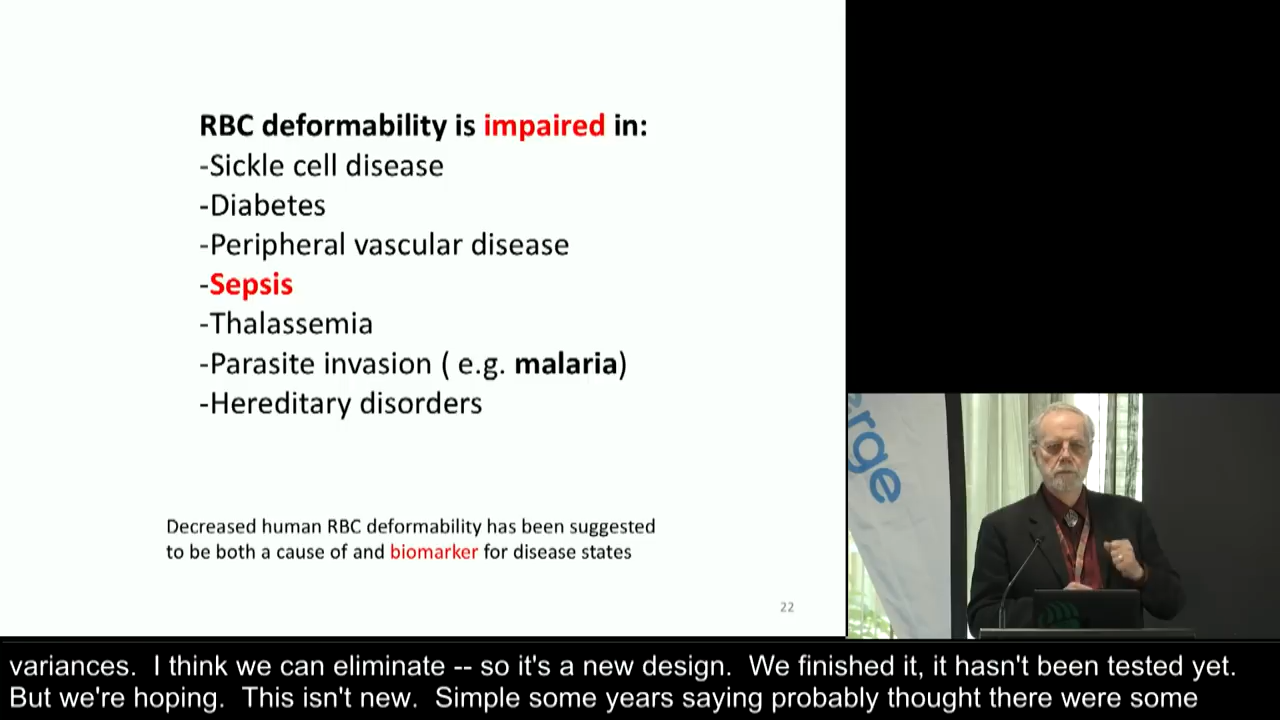 RBC deformability is impaired in:
-Sickle cell disease
-Diabetes
-Peripheral vascular disease
-Sepsis
-Thalassemia
-Parasite invasion ( e.g. malaria)
-Hereditary disorders
Decreased human RBC deformability has been suggested
to be both a cause of and biomarker for disease states
22
erge
variances.  I think we can eliminate -- so it's a new design.  We finished it, it hasn't been tested yet.
But we're hoping.  This isn't new.  Simple some years saying probably thought there were some